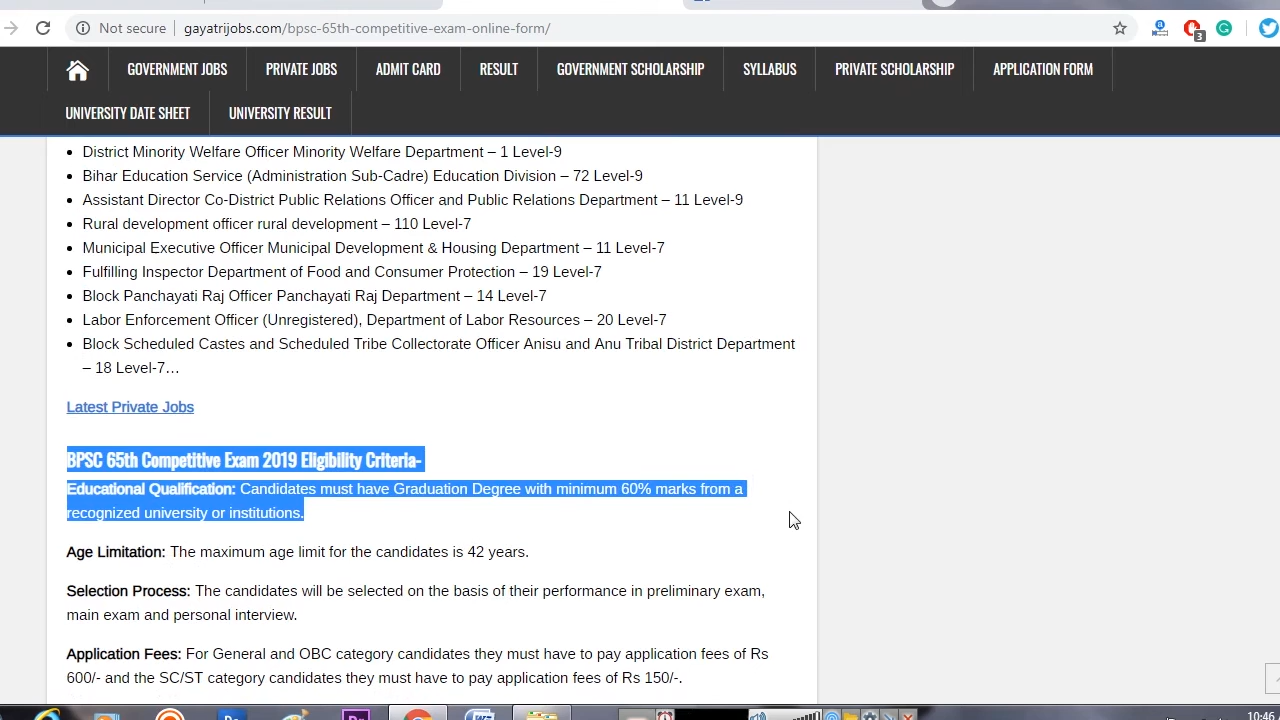 Not secure gayatrijobs.com/bpsc-65th-competitive-exam-online-form/
3
GOVERNMENT JOBS PRIVATE JOBS ADMIT CARD RESULT GOVERNMENT SCHOLARSHIP SYLLABUS PRIVATE SCHOLARSHIP APPLICATION FORM
UNIVERSITY DATE SHEET UNIVERSITY RESULT
• District Minority Welfare Officer Minority Welfare Department – 1 Level-9
• Bihar Education Service (Administration Sub-Cadre) Education Division – 72 Level-9
• Assistant Director Co-District Public Relations Officer and Public Relations Department – 11 Level-9
• Rural development officer rural development – 110 Level-7
• Municipal Executive Officer Municipal Development & Housing Department – 11 Level-7
• Fulfilling Inspector Department of Food and Consumer Protection – 19 Level-7
• Block Panchayati Raj Officer Panchayati Raj Department – 14 Level-7
• Labor Enforcement Officer (Unregistered), Department of Labor Resources – 20 Level-7
• Block Scheduled Castes and Scheduled Tribe Collectorate Officer Anisu and Anu Tribal District Department
– 18 Level-7…
Latest Private Jobs
BPSC 65th Competitive Exam 2019 Eligibility Criteria-
Educational Qualification: Candidates must have Graduation Degree with minimum 60% marks from a
recognized university or institutions.
Age Limitation: The maximum age limit for the candidates is 42 years.
Selection Process: The candidates will be selected on the basis of their performance in preliminary exam,
main exam and personal interview.
Application Fees: For General and OBC category candidates they must have to pay application fees of Rs
600/- and the SC/ST category candidates they must have to pay application fees of Rs 150/-.
10:46